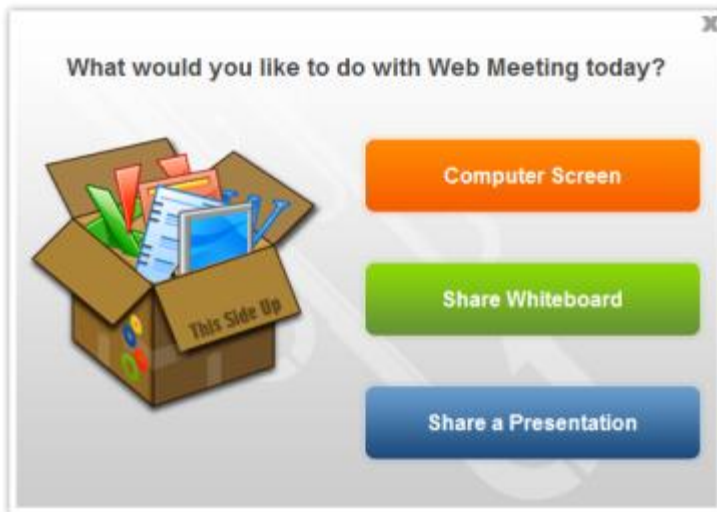 What would you like to do with Web Meeting today?
Computer Screen
Share Whiteboard
This Side Up
Share a Presentation